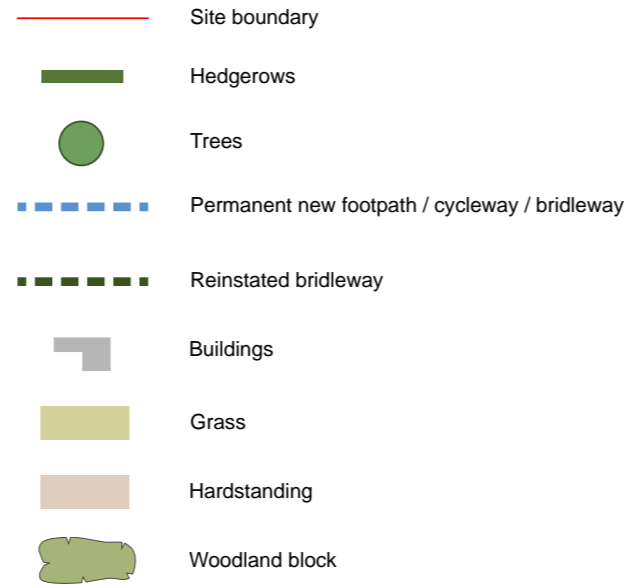 Site boundary
Hedgerows
Trees
Permanent new footpath / cycleway / bridleway
Reinstated bridleway
Buildings
Grass
Hardstanding
Woodland block